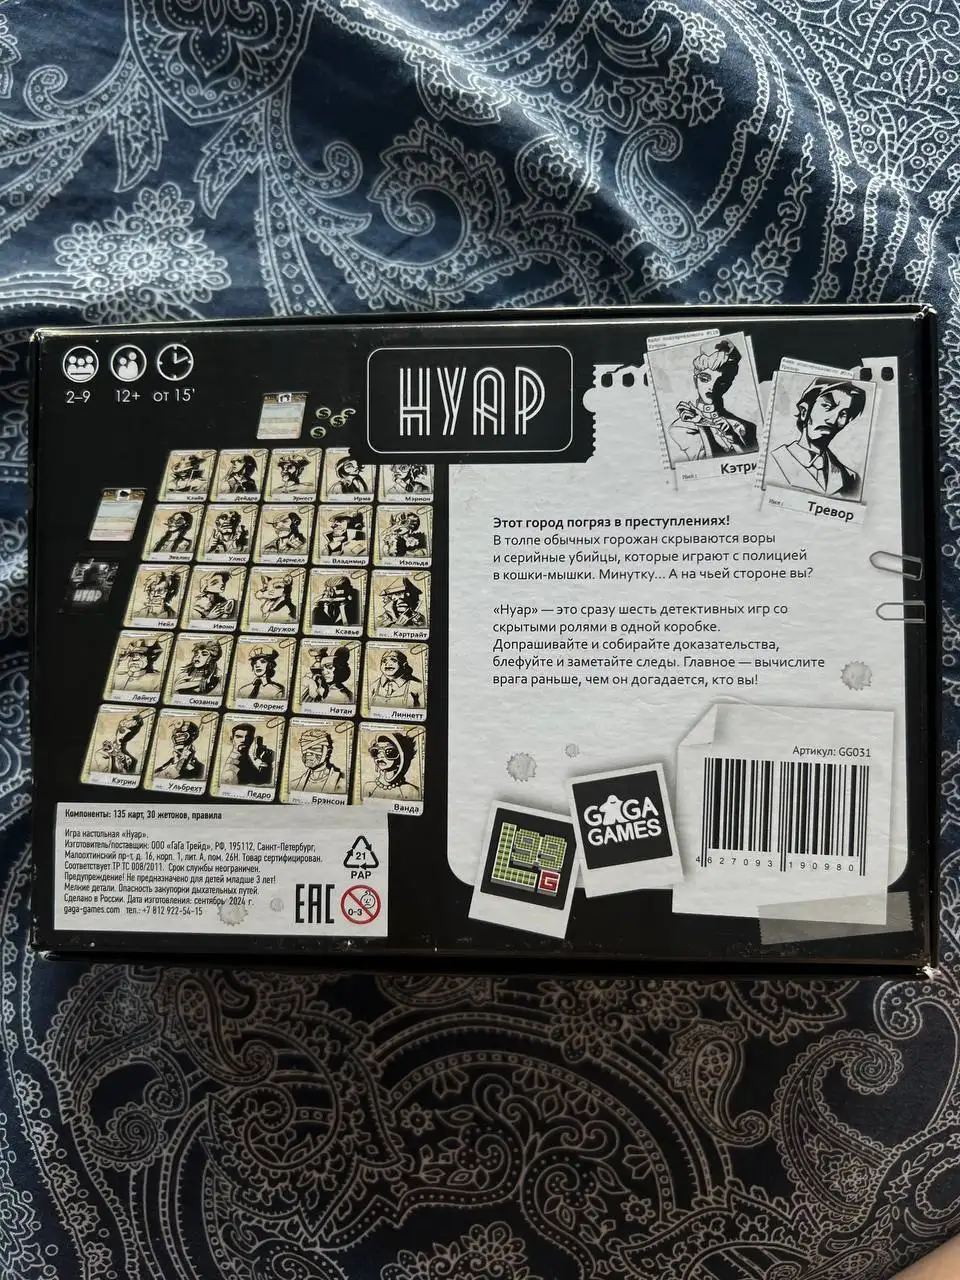 2–9 12+ от 15'
НУАР
Кэтри
Тревор
Имя:
Имя:
Клайв Дейдра Эрнест Ирма Мэрион
Эвелин Улисс Дарнелл Владимир Изольда
Нейл Ивонн Дружок Ксавье Картрайт
Лайнус Сюзанна Флоренс Натан Линнетт
Кэтрин Ульбрехт Педро Брэнсон Ванда
НУАР
Этот город погряз в преступлениях!
В толпе обычных горожан скрываются воры
и серийные убийцы, которые играют с полицией
в кошки-мышки. Минутку... А на чьей стороне вы?
«Нуар» — это сразу шесть детективных игр со
скрытыми ролями в одной коробке.
Допрашивайте и собирайте доказательства,
блефуйте и заметайте следы. Главное — вычислите
врага раньше, чем он догадается, кто вы!
Компоненты: 135 карт, 30 жетонов, правила
Игра настольная «Нуар».
Изготовитель/поставщик: ООО «ГаГа Трейд», РФ, 195112, Санкт-Петербург,
Малоохтинский пр-т, д. 16, корп. 1, лит. А, пом. 26Н. Товар сертифицирован.
Соответствует ТР ТС 008/2011. Срок службы неограничен.
Предупреждение! Не предназначено для детей младше 3 лет!
Мелкие детали. Опасность закупорки дыхательных путей.
Сделано в России. Дата изготовления: сентябрь 2024 г.
gaga-games.com тел.: +7 812 922-54-15
21
PAP
EAC
0-3
GAGA
GAMES
G
Артикул: GG031
4 627093 190980